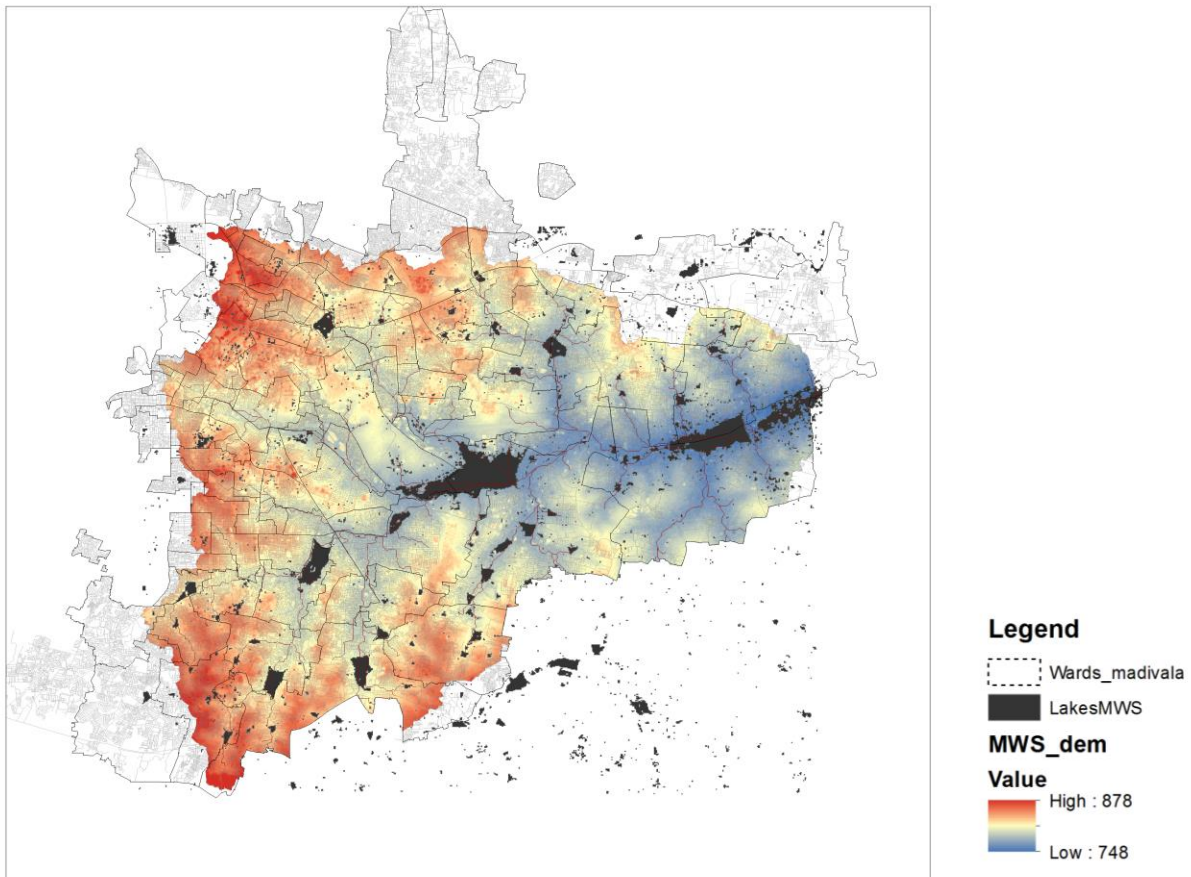 Legend
Wards_madivala
LakesMWS
MWS_dem
Value
High : 878
Low : 748